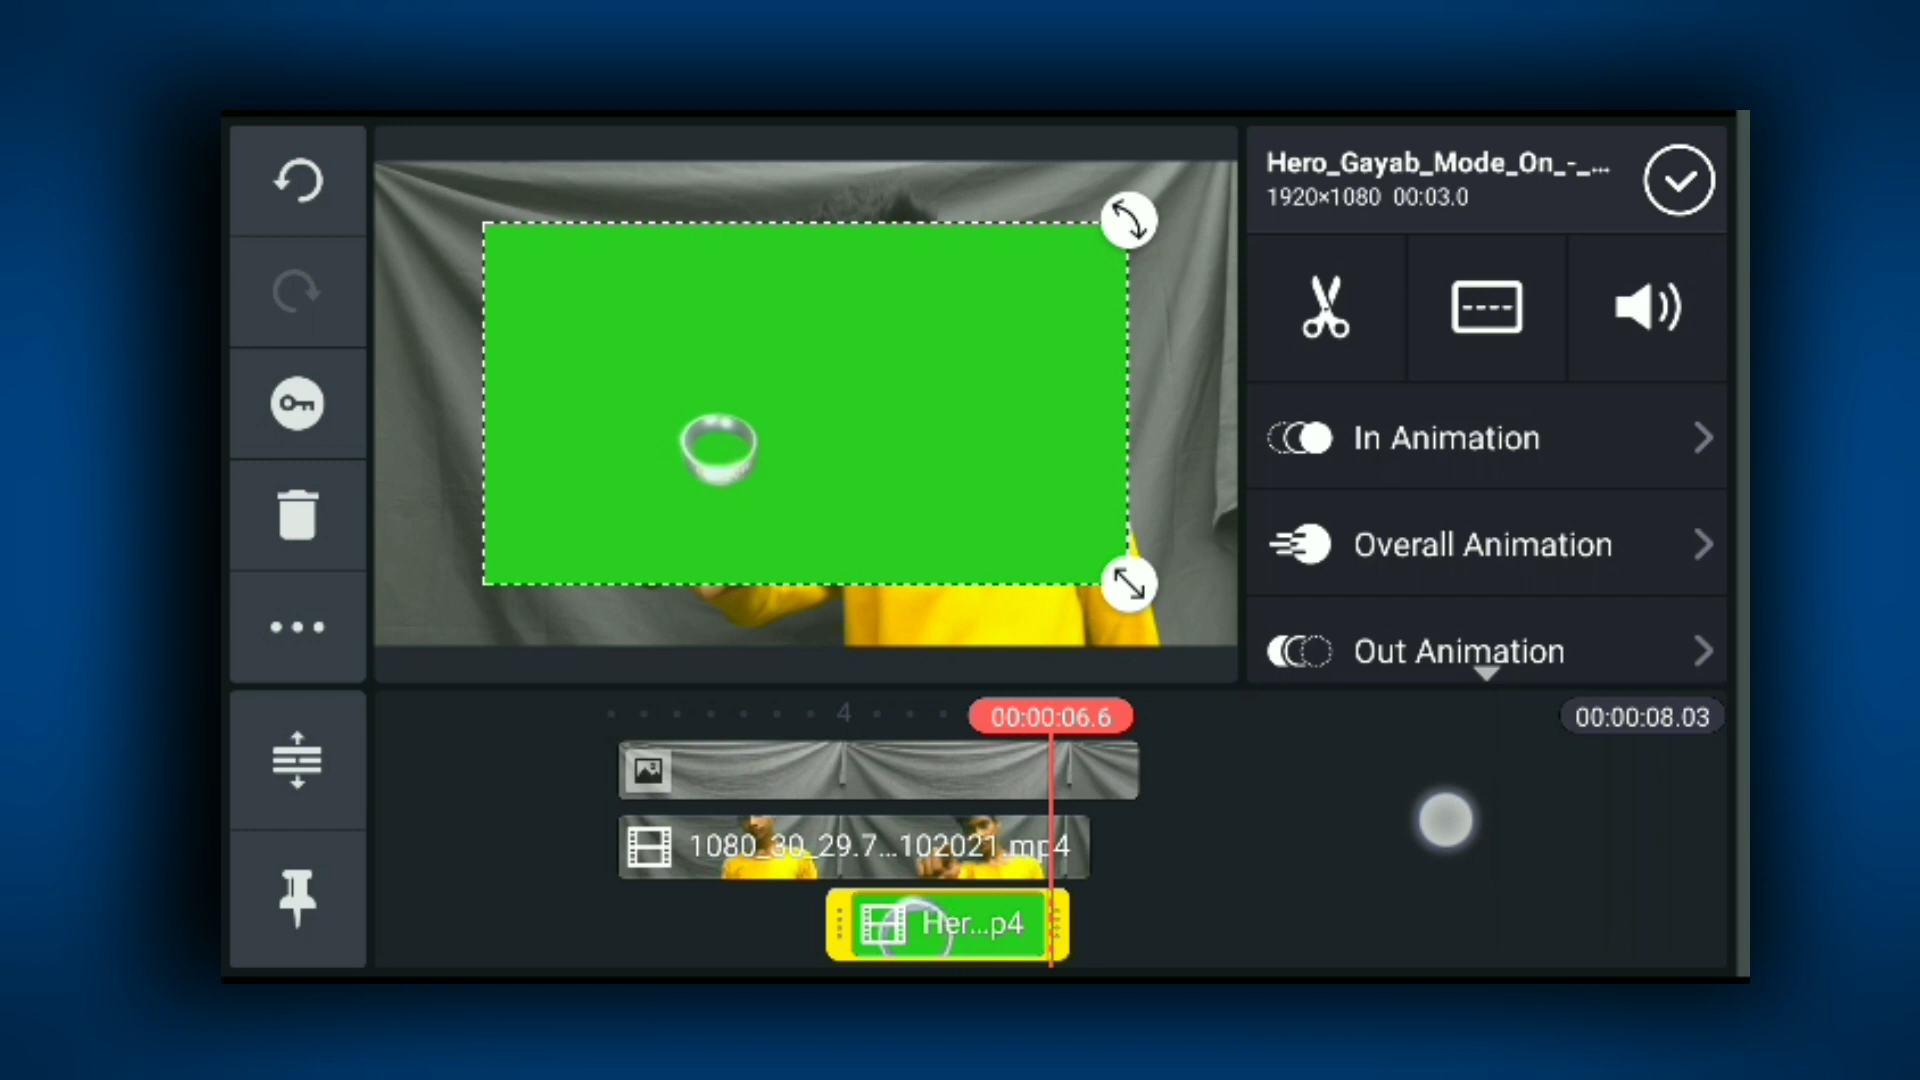 Hero_Gayab_Mode_On_-_...
1920×1080 00:03.0
In Animation
Overall Animation
Out Animation
4
00:00:06.6
00:00:08.03
1080_30_29.7...102021.mp4
Her...p4